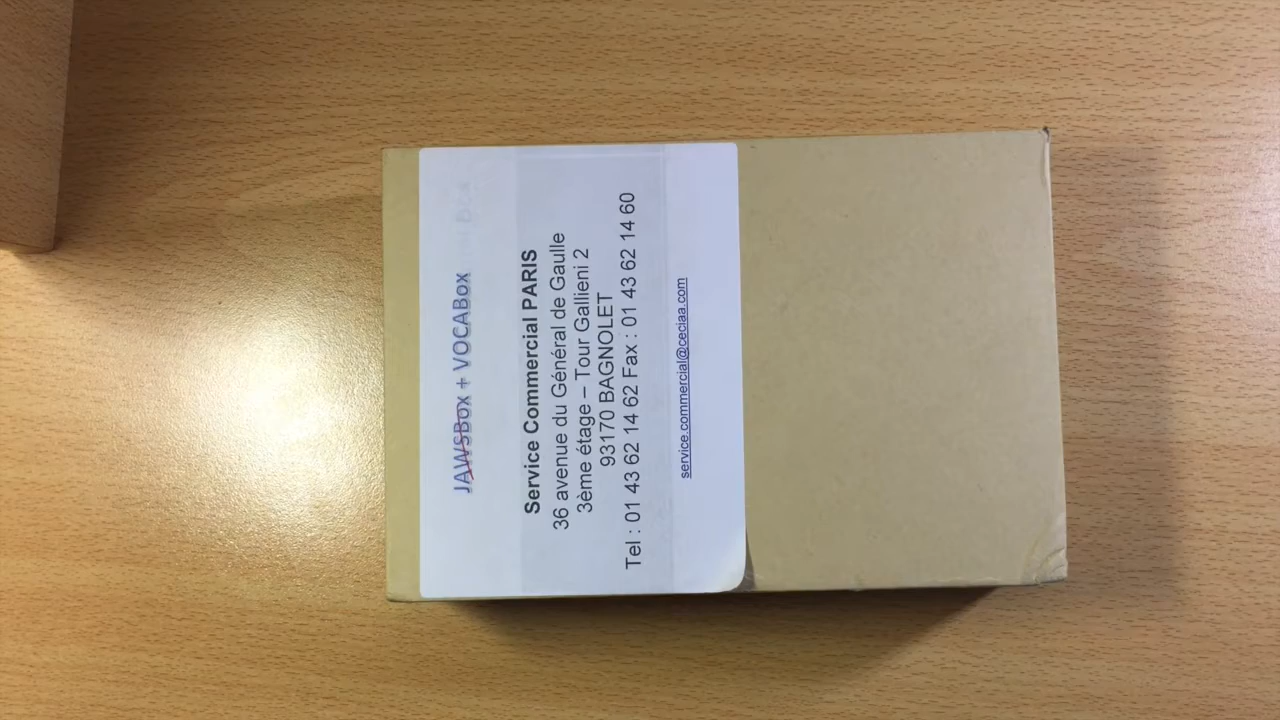 JAWSBox + VOCABox
Service Commercial PARIS
36 avenue du Général de Gaulle
3ème étage – Tour Gallieni 2
93170 BAGNOLET
Tel : 01 43 62 14 62 Fax : 01 43 62 14 60
service.commercial@ceciaa.com